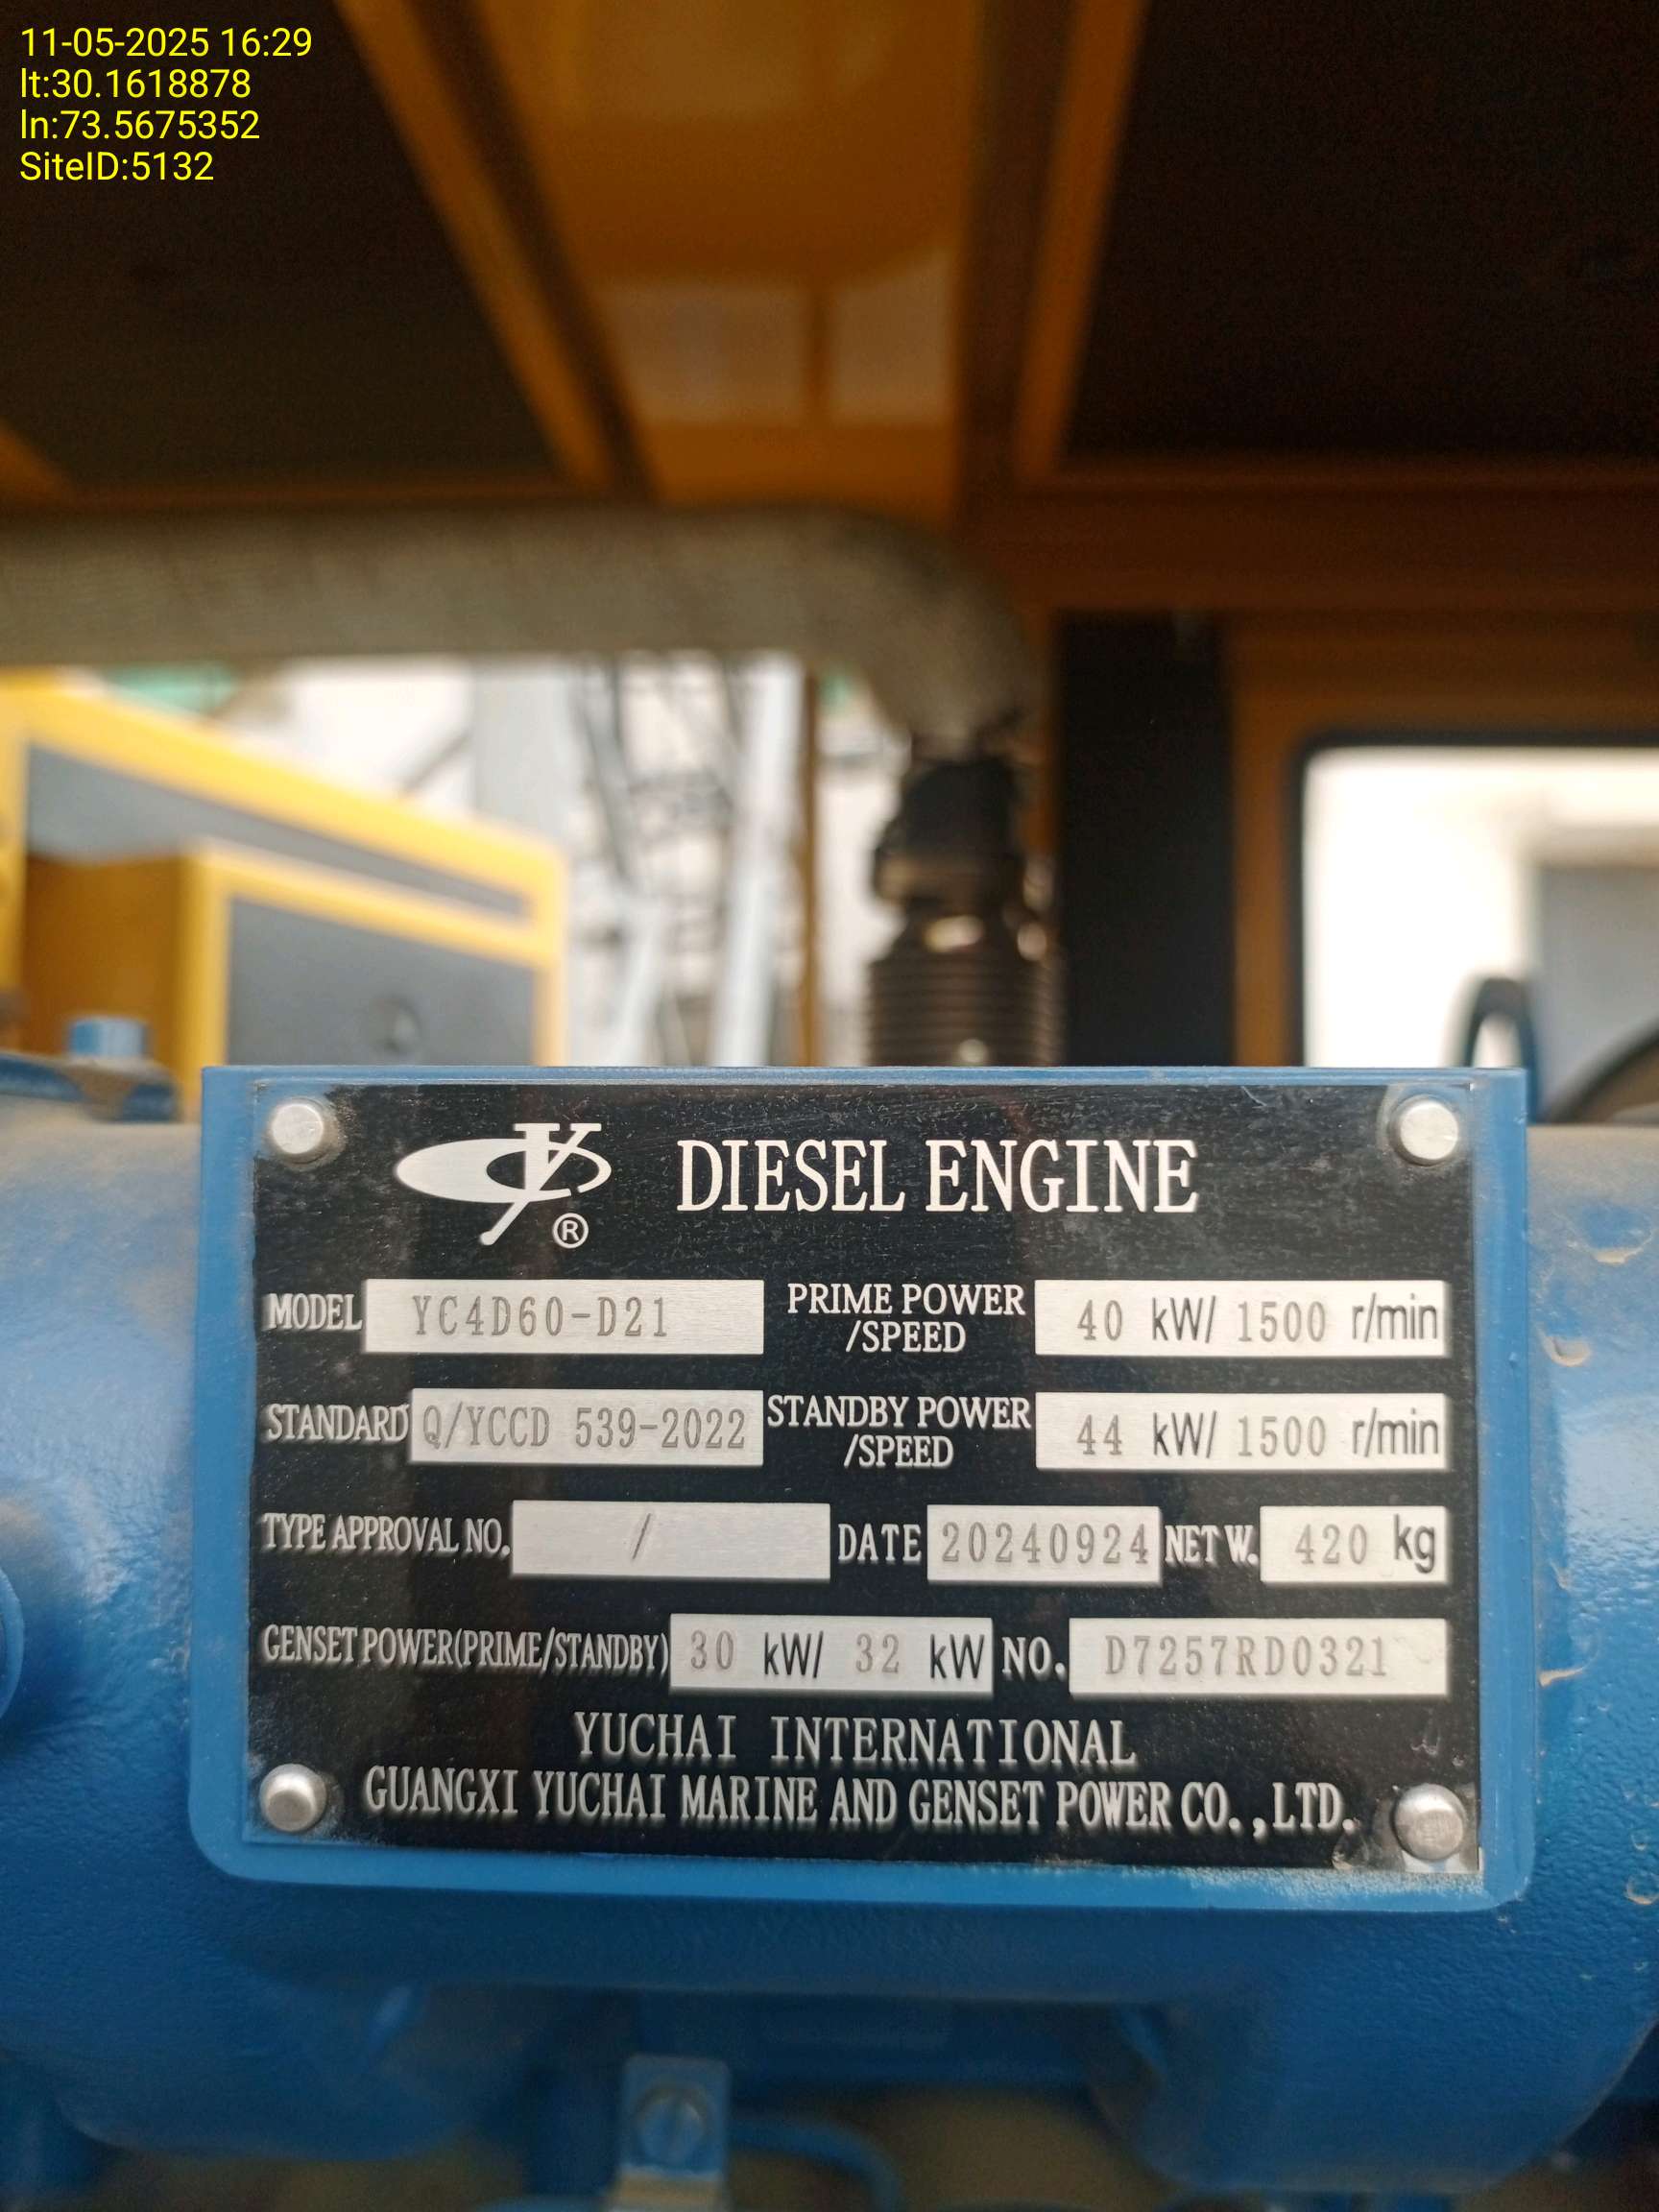 11-05-2025 16:29
lt:30.1618878
ln:73.5675352
SiteID:5132
DIESEL ENGINE
®
MODEL YC4D60-D21 PRIME POWER /SPEED 40 kW/ 1500 r/min
STANDARD Q/YCCD 539-2022 STANDBY POWER /SPEED 44 kW/ 1500 r/min
TYPE APPROVAL NO. / DATE 20240924 NET W. 420 kg
GENSET POWER(PRIME/STANDBY) 30 kW/ 32 kW NO. D7257RD0321
YUCHAI INTERNATIONAL
GUANGXI YUCHAI MARINE AND GENSET POWER CO.,LTD.